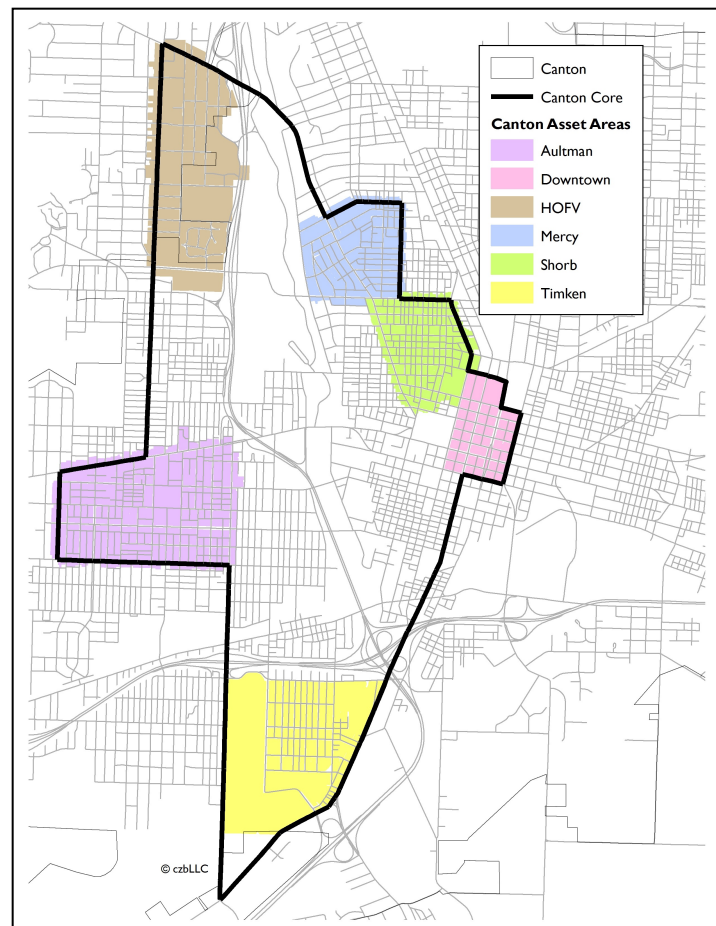 Canton
Canton Core
Canton Asset Areas
Aultman
Downtown
HOFV
Mercy
Shorb
Timken
© czbLLC